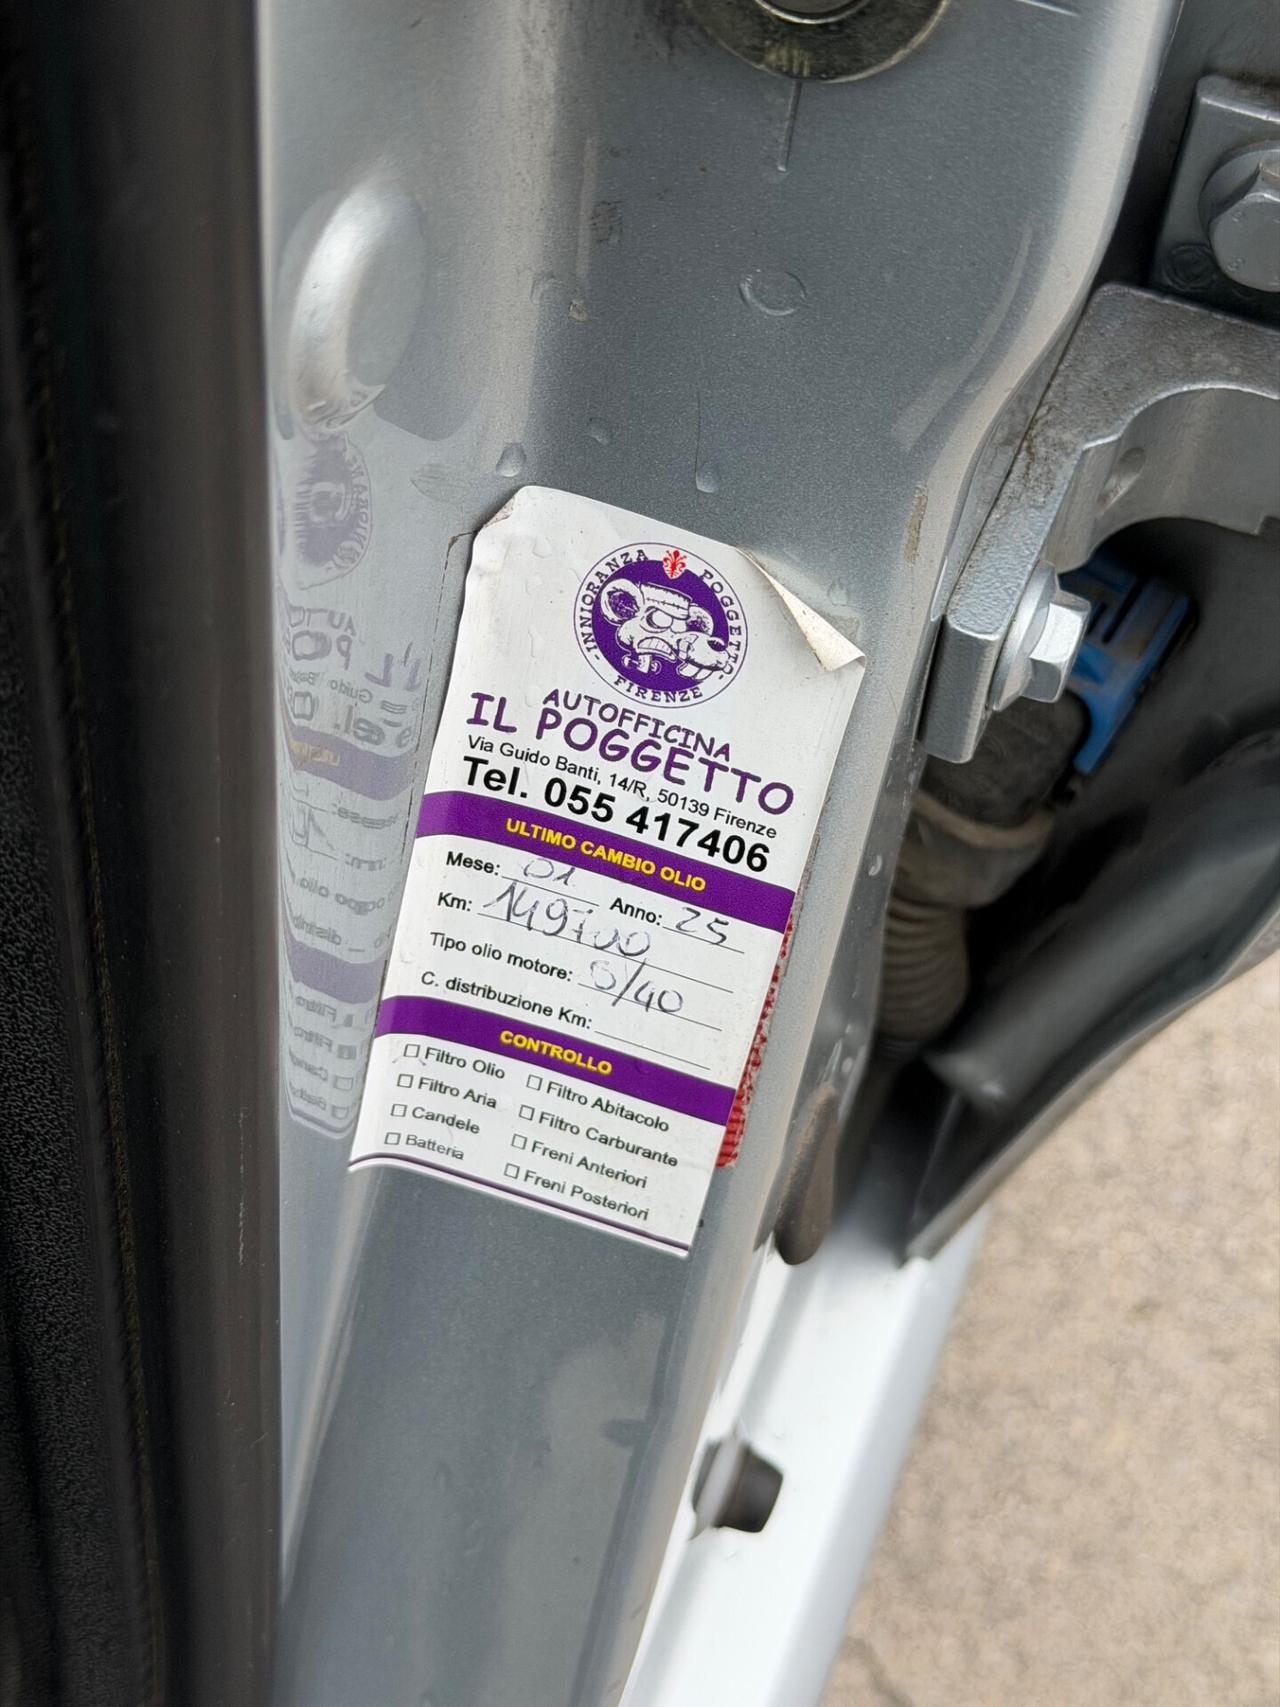 INNIORANZA POGGETTO
- FIRENZE -
AUTOFFICINA
IL POGGETTO
Via Guido Banti, 14/R, 50139 Firenze
Tel. 055 417406
ULTIMO CAMBIO OLIO
Mese: 01 Anno: 25
Km: 149700
Tipo olio motore: 5/40
C. distribuzione Km:
CONTROLLO
Filtro Olio
Filtro Abitacolo
Filtro Aria
Filtro Carburante
Candele
Freni Anteriori
Batteria
Freni Posteriori